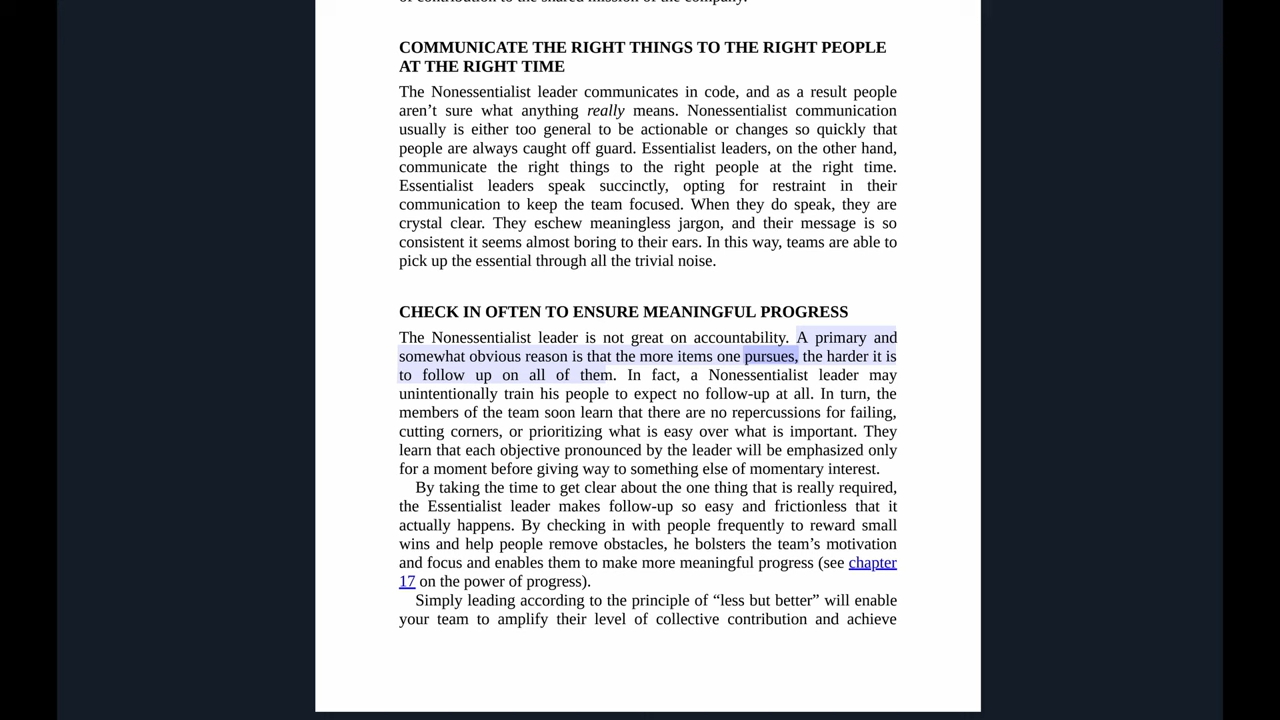 of contribution to the shared mission of the company.
COMMUNICATE THE RIGHT THINGS TO THE RIGHT PEOPLE
AT THE RIGHT TIME
The Nonessentialist leader communicates in code, and as a result people
aren’t sure what anything really means. Nonessentialist communication
usually is either too general to be actionable or changes so quickly that
people are always caught off guard. Essentialist leaders, on the other hand,
communicate the right things to the right people at the right time.
Essentialist leaders speak succinctly, opting for restraint in their
communication to keep the team focused. When they do speak, they are
crystal clear. They eschew meaningless jargon, and their message is so
consistent it seems almost boring to their ears. In this way, teams are able to
pick up the essential through all the trivial noise.
CHECK IN OFTEN TO ENSURE MEANINGFUL PROGRESS
The Nonessentialist leader is not great on accountability. A primary and
somewhat obvious reason is that the more items one pursues, the harder it is
to follow up on all of them. In fact, a Nonessentialist leader may
unintentionally train his people to expect no follow-up at all. In turn, the
members of the team soon learn that there are no repercussions for failing,
cutting corners, or prioritizing what is easy over what is important. They
learn that each objective pronounced by the leader will be emphasized only
for a moment before giving way to something else of momentary interest.
By taking the time to get clear about the one thing that is really required,
the Essentialist leader makes follow-up so easy and frictionless that it
actually happens. By checking in with people frequently to reward small
wins and help people remove obstacles, he bolsters the team’s motivation
and focus and enables them to make more meaningful progress (see chapter
17 on the power of progress).
Simply leading according to the principle of “less but better” will enable
your team to amplify their level of collective contribution and achieve